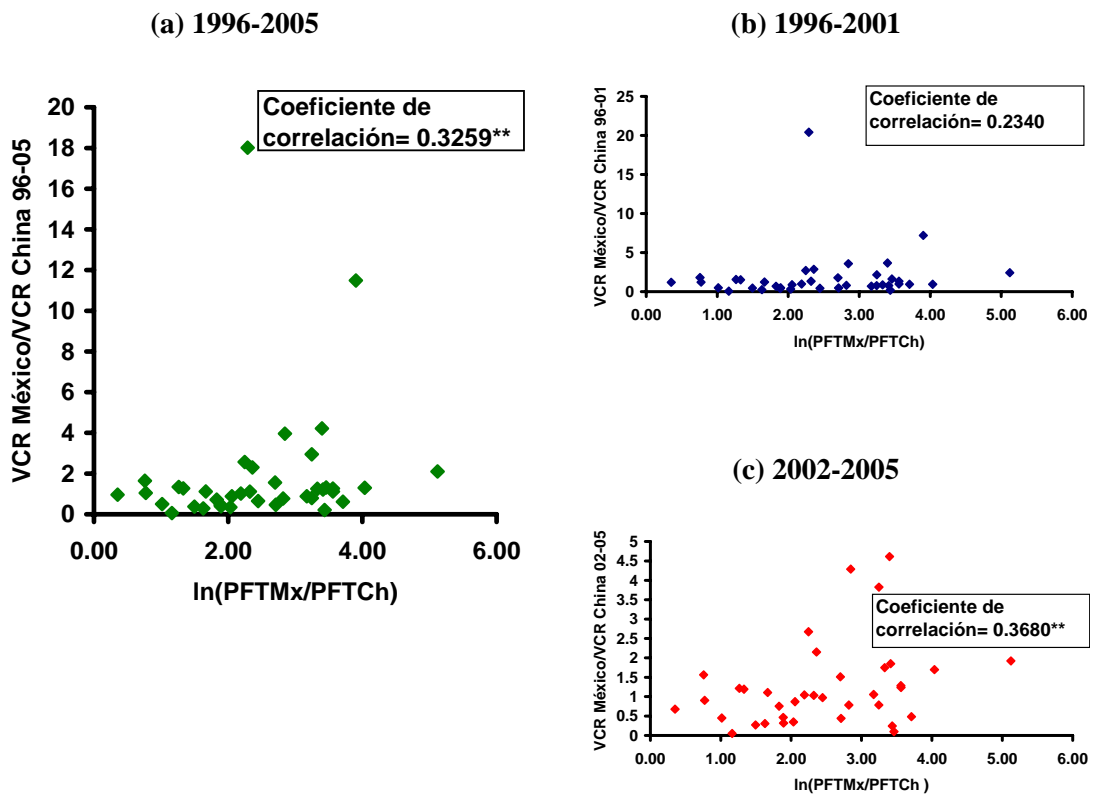 (a) 1996-2005
Coeficiente de
correlación= 0.3259**
VCR México/VCR China 96-05
20
18
16
14
12
10
8
6
4
2
0
0.00 2.00 4.00 6.00
ln(PFTMx/PFTCh)
(b) 1996-2001
Coeficiente de
correlación= 0.2340
VCR México/VCR China 96-01
25
20
15
10
5
0
0.00 1.00 2.00 3.00 4.00 5.00 6.00
ln(PFTMx/PFTCh)
(c) 2002-2005
Coeficiente de
correlación= 0.3680**
VCR México/VCR China 02-05
5
4.5
4
3.5
3
2.5
2
1.5
1
0.5
0
0.00 1.00 2.00 3.00 4.00 5.00 6.00
ln(PFTMx/PFTCh )